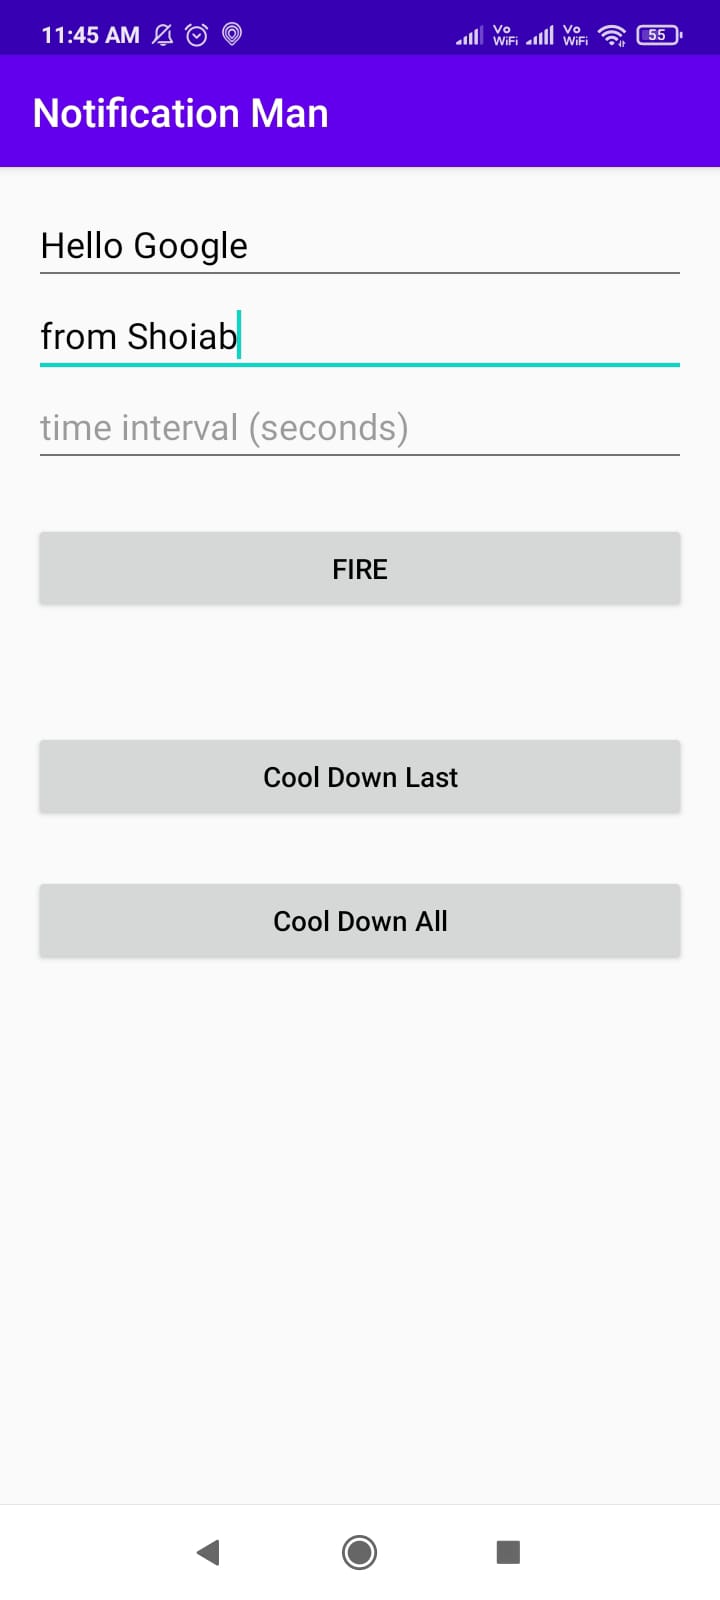 11:45 AM Vo WiFi Vo WiFi 55
Notification Man
Hello Google
from Shoiab
time interval (seconds)
FIRE
Cool Down Last
Cool Down All